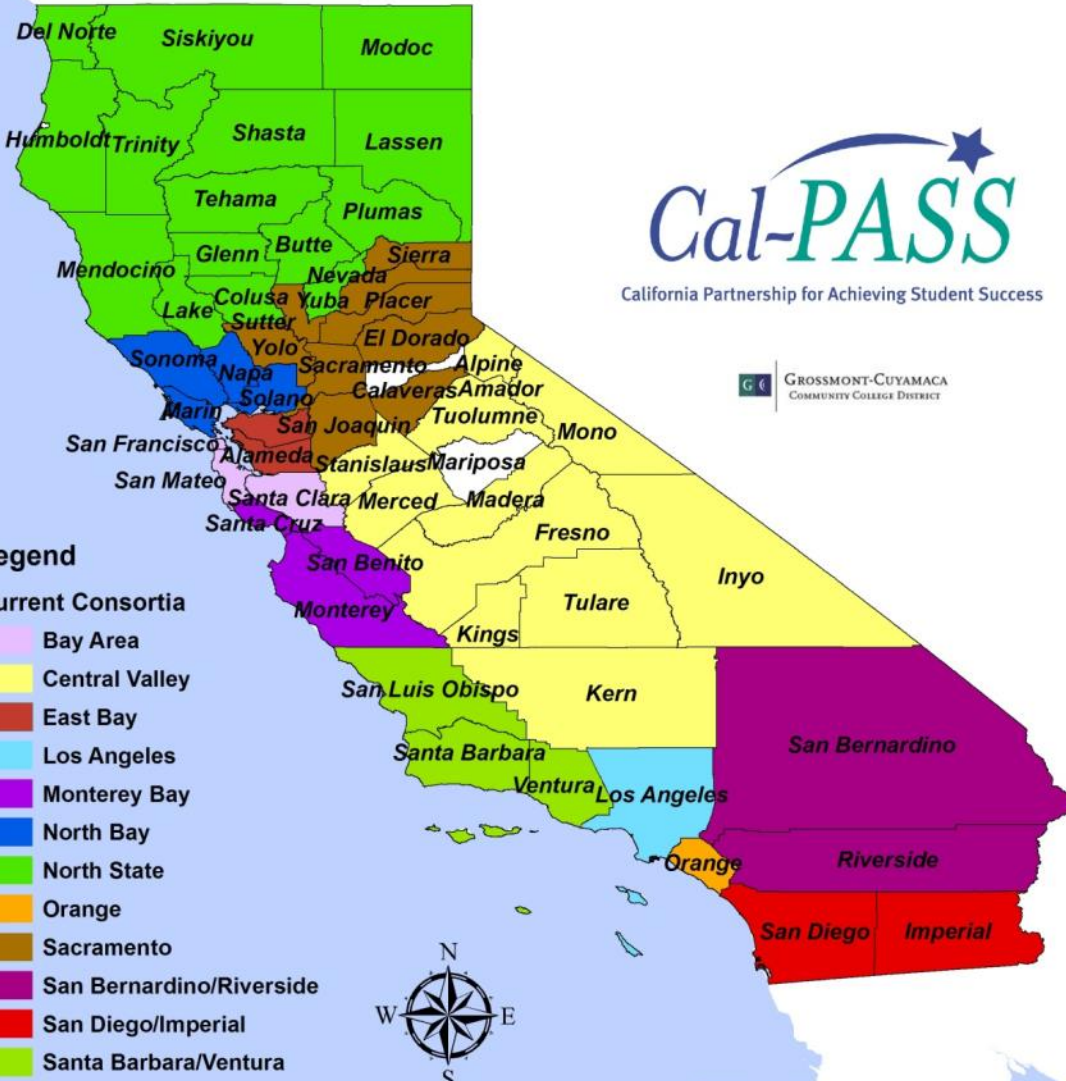 Del Norte
Siskiyou
Modoc
Humboldt
Trinity
Shasta
Lassen
Tehama
Plumas
Mendocino
Glenn
Butte
Sierra
Nevada
Lake
Colusa
Yuba
Placer
Sutter
El Dorado
Yolo
Sonoma
Napa
Sacramento
Alpine
Solano
Calaveras
Amador
Marin
San Joaquin
Tuolumne
Mono
San Francisco
Alameda
Stanislaus
Mariposa
San Mateo
Santa Clara
Merced
Madera
Santa Cruz
Fresno
San Benito
Inyo
Monterey
Tulare
Kings
San Luis Obispo
Kern
Santa Barbara
San Bernardino
Ventura
Los Angeles
Orange
Riverside
San Diego
Imperial
Cal-PASS
California Partnership for Achieving Student Success
G C
GROSSMONT-CUYAMACA
COMMUNITY COLLEGE DISTRICT
egend
urrent Consortia
Bay Area
Central Valley
East Bay
Los Angeles
Monterey Bay
North Bay
North State
Orange
Sacramento
San Bernardino/Riverside
San Diego/Imperial
Santa Barbara/Ventura
N
W
E
S